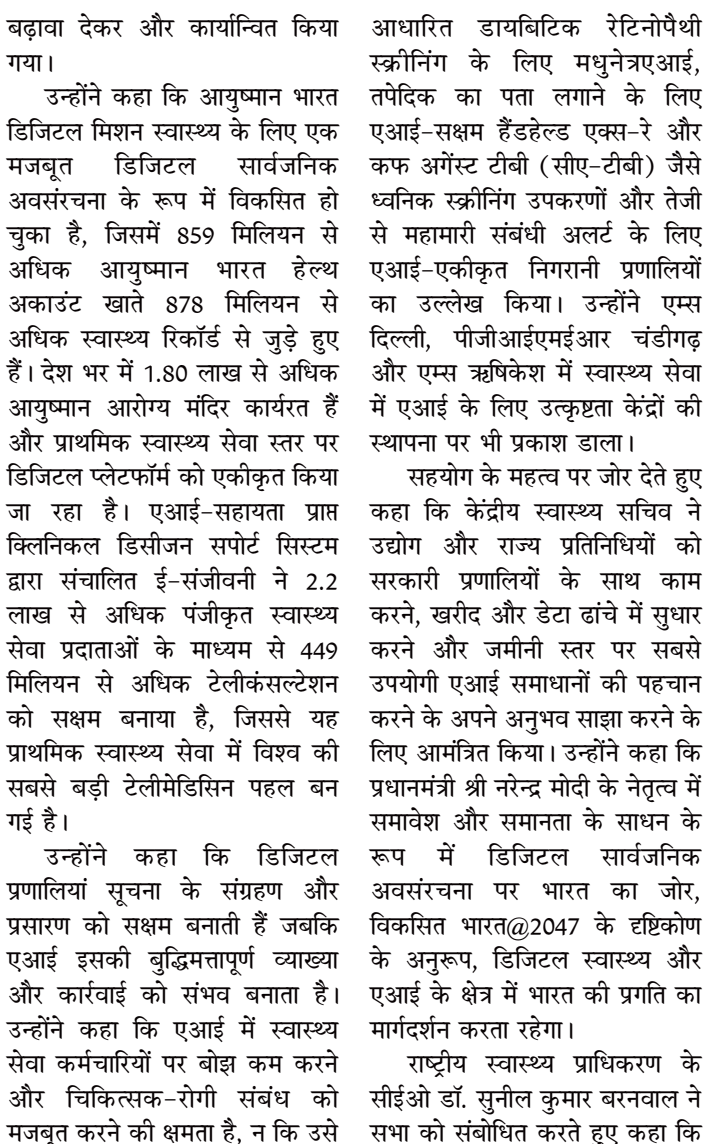 बढ़ावा देकर और कार्यान्वित किया
गया।
उन्होंने कहा कि आयुष्मान भारत
डिजिटल मिशन स्वास्थ्य के लिए एक
मजबूत डिजिटल सार्वजनिक
अवसंरचना के रूप में विकसित हो
चुका है, जिसमें 859 मिलियन से
अधिक आयुष्मान भारत हेल्थ
अकाउंट खाते 878 मिलियन से
अधिक स्वास्थ्य रिकॉर्ड से जुड़े हुए
हैं। देश भर में 1.80 लाख से अधिक
आयुष्मान आरोग्य मंदिर कार्यरत हैं
और प्राथमिक स्वास्थ्य सेवा स्तर पर
डिजिटल प्लेटफॉर्म को एकीकृत किया
जा रहा है। एआई-सहायता प्राप्त
क्लिनिकल डिसीजन सपोर्ट सिस्टम
द्वारा संचालित ई-संजीवनी ने 2.2
लाख से अधिक पंजीकृत स्वास्थ्य
सेवा प्रदाताओं के माध्यम से 449
मिलियन से अधिक टेलीकंसल्टेशन
को सक्षम बनाया है, जिससे यह
प्राथमिक स्वास्थ्य सेवा में विश्व की
सबसे बड़ी टेलीमेडिसिन पहल बन
गई है।
उन्होंने कहा कि डिजिटल
प्रणालियां सूचना के संग्रहण और
प्रसारण को सक्षम बनाती हैं जबकि
एआई इसकी बुद्धिमत्तापूर्ण व्याख्या
और कार्रवाई को संभव बनाता है।
उन्होंने कहा कि एआई में स्वास्थ्य
सेवा कर्मचारियों पर बोझ कम करने
और चिकित्सक-रोगी संबंध को
मजबूत करने की क्षमता है, न कि उसे
आधारित डायबिटिक रेटिनोपैथी
स्क्रीनिंग के लिए मधुनेत्रएआई,
तपेदिक का पता लगाने के लिए
एआई-सक्षम हैंडहेल्ड एक्स-रे और
कफ अगेंस्ट टीबी (सीए-टीबी) जैसे
ध्वनिक स्क्रीनिंग उपकरणों और तेजी
से महामारी संबंधी अलर्ट के लिए
एआई-एकीकृत निगरानी प्रणालियों
का उल्लेख किया। उन्होंने एम्स
दिल्ली, पीजीआईएमईआर चंडीगढ़
और एम्स ऋषिकेश में स्वास्थ्य सेवा
में एआई के लिए उत्कृष्टता केंद्रों की
स्थापना पर भी प्रकाश डाला।
सहयोग के महत्व पर जोर देते हुए
कहा कि केंद्रीय स्वास्थ्य सचिव ने
उद्योग और राज्य प्रतिनिधियों को
सरकारी प्रणालियों के साथ काम
करने, खरीद और डेटा ढांचे में सुधार
करने और जमीनी स्तर पर सबसे
उपयोगी एआई समाधानों की पहचान
करने के अपने अनुभव साझा करने के
लिए आमंत्रित किया। उन्होंने कहा कि
प्रधानमंत्री श्री नरेन्द्र मोदी के नेतृत्व में
समावेश और समानता के साधन के
रूप में डिजिटल सार्वजनिक
अवसंरचना पर भारत का जोर,
विकसित भारत@2047 के दृष्टिकोण
के अनुरूप, डिजिटल स्वास्थ्य और
एआई के क्षेत्र में भारत की प्रगति का
मार्गदर्शन करता रहेगा।
राष्ट्रीय स्वास्थ्य प्राधिकरण के
सीईओ डॉ. सुनील कुमार बरनवाल ने
सभा को संबोधित करते हुए कहा कि